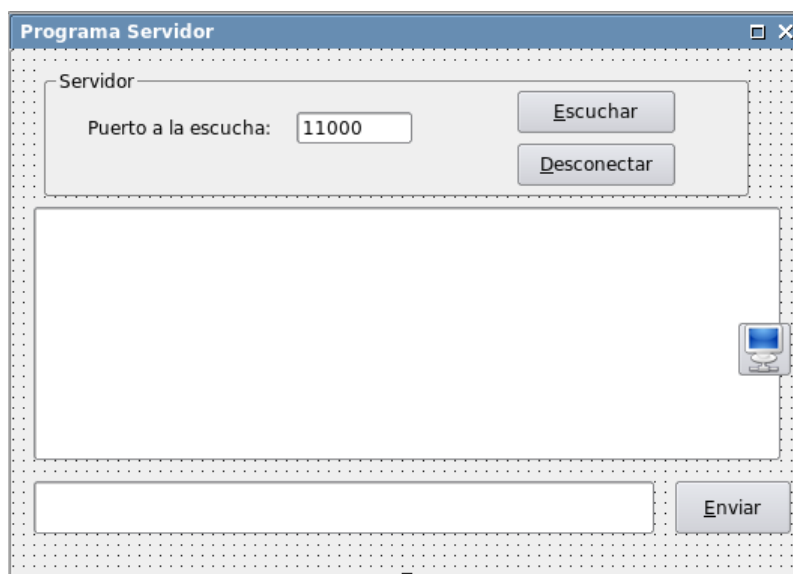 Programa Servidor
Servidor
Puerto a la escucha: 11000
Escuchar
Desconectar
Enviar